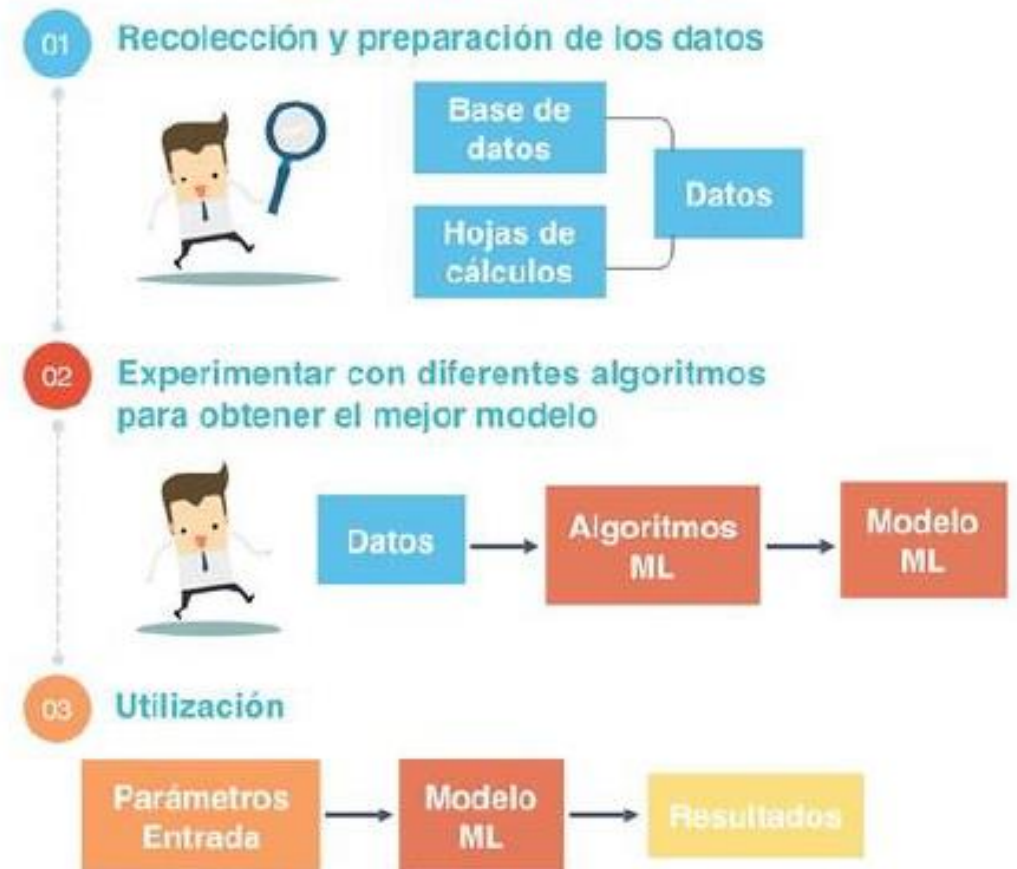 01
Recolección y preparación de los datos
Base de
datos
Datos
Hojas de
cálculos
02
Experimentar con diferentes algoritmos
para obtener el mejor modelo
Datos
Algoritmos
ML
Modelo
ML
03
Utilización
Parámetros
Entrada
Modelo
ML
Resultados